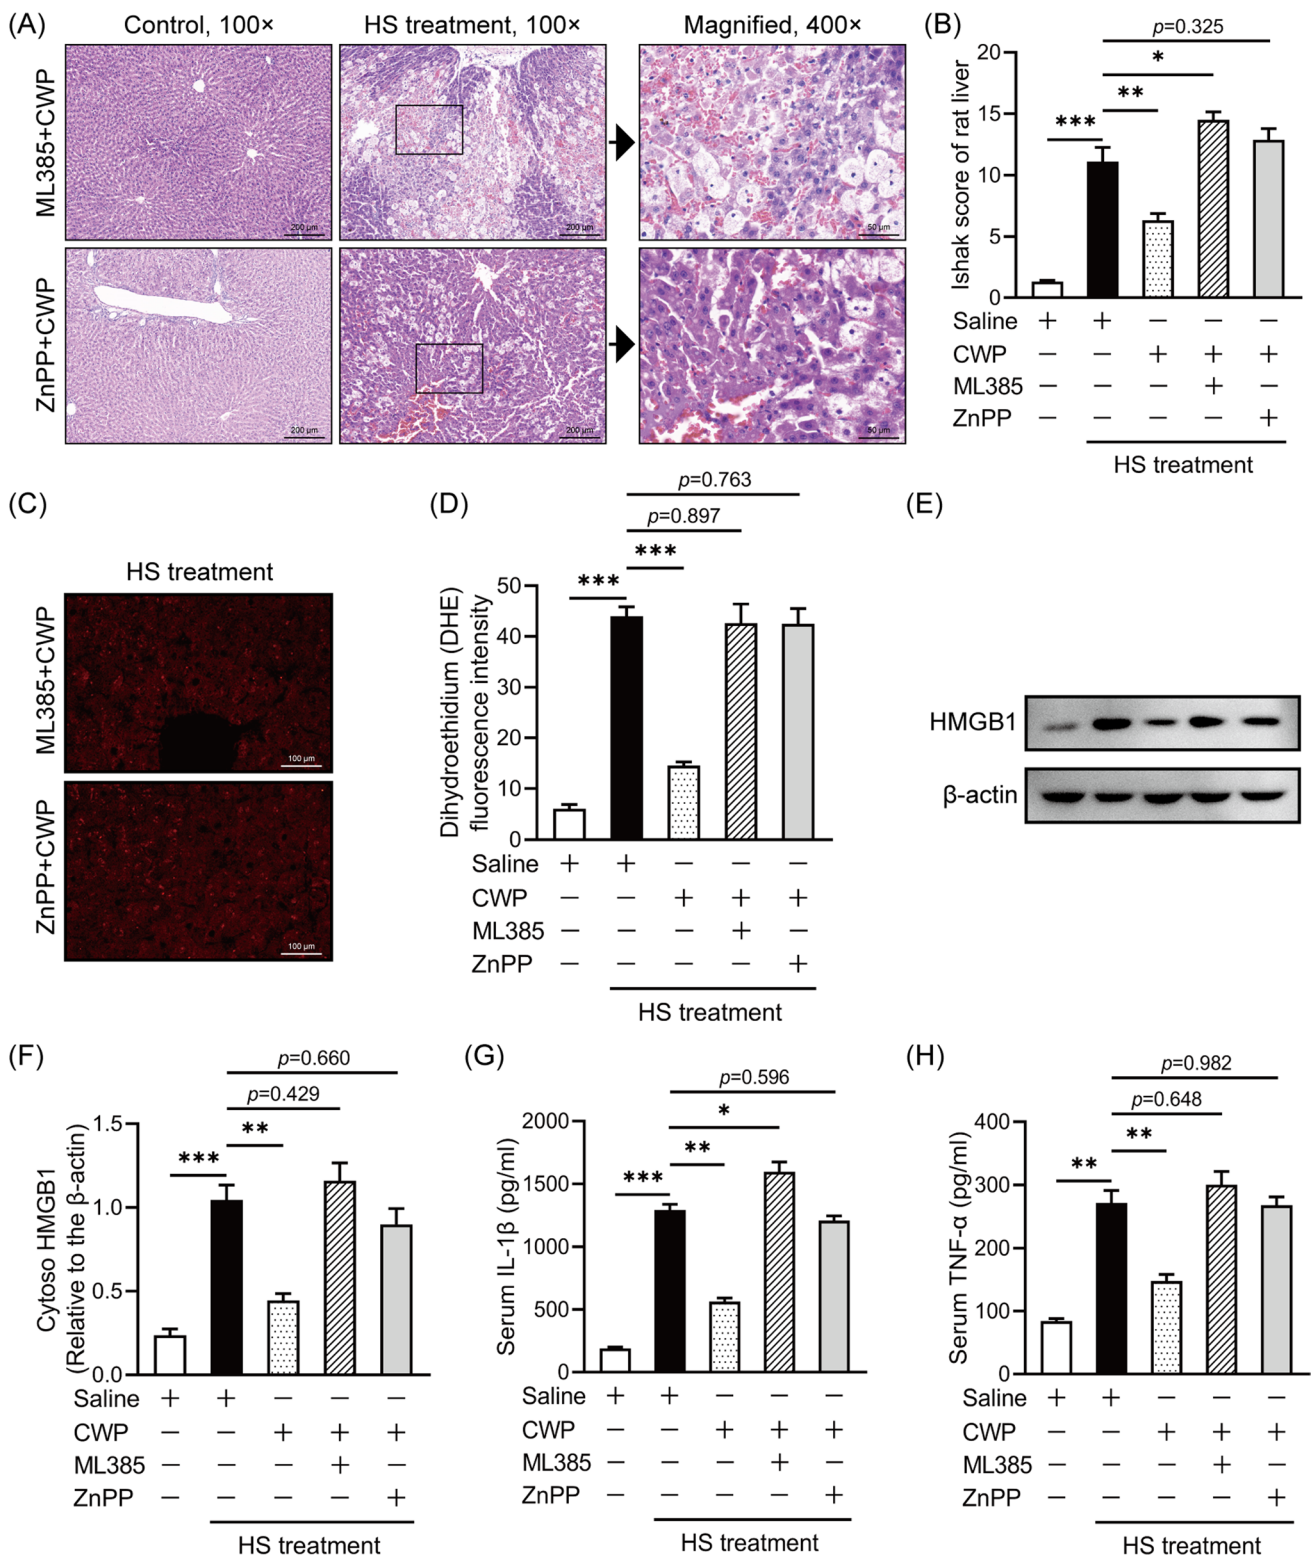 (A)
Control, 100×
HS treatment, 100×
Magnified, 400×
ML385+CWP
200 μm
200 μm
50 μm
ZnPP+CWP
200 μm
200 μm
50 μm
(B)
p=0.325
*
**
***
Ishak score of rat liver
20
15
10
5
0
Saline + + − − −
CWP − − + + +
ML385 − − − + −
ZnPP − − − − +
HS treatment
(C)
HS treatment
ML385+CWP
100 μm
ZnPP+CWP
100 μm
(D)
p=0.763
p=0.897
***
***
Dihydroethidium (DHE)
fluorescence intensity
50
40
30
20
10
0
Saline + + − − −
CWP − − + + +
ML385 − − − + −
ZnPP − − − − +
HS treatment
(E)
HMGB1
β-actin
(F)
p=0.660
p=0.429
**
***
Cytoso HMGB1
(Relative to the β-actin)
1.5
1.0
0.5
0.0
Saline + + − − −
CWP − − + + +
ML385 − − − + −
ZnPP − − − − +
HS treatment
(G)
p=0.596
*
**
***
Serum IL-1β (pg/ml)
2000
1500
1000
500
0
Saline + + − − −
CWP − − + + +
ML385 − − − + −
ZnPP − − − − +
HS treatment
(H)
p=0.982
p=0.648
**
**
Serum TNF-α (pg/ml)
400
300
200
100
0
Saline + + − − −
CWP − − + + +
ML385 − − − + −
ZnPP − − − − +
HS treatment